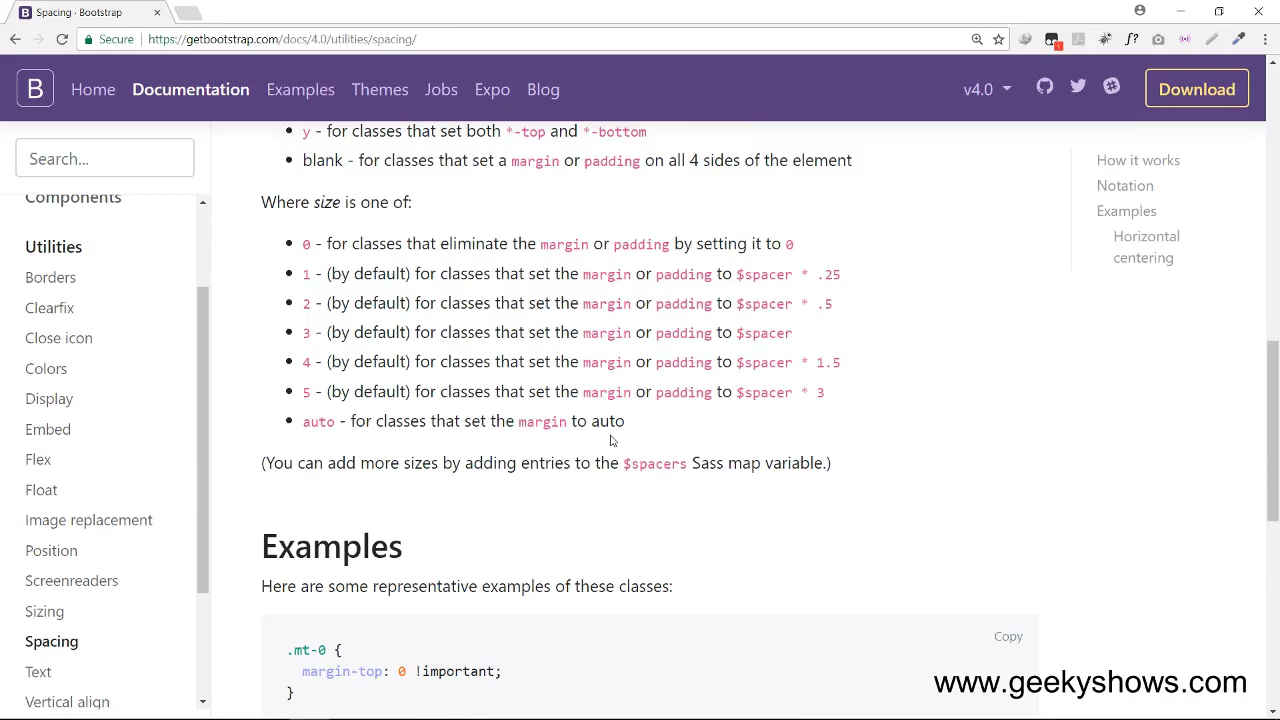 Spacing · Bootstrap
Secure https://getbootstrap.com/docs/4.0/utilities/spacing/
B Home Documentation Examples Themes Jobs Expo Blog v4.0 Download
Search...
Components
Utilities
Borders
Clearfix
Close icon
Colors
Display
Embed
Flex
Float
Image replacement
Position
Screenreaders
Sizing
Spacing
Text
Vertical align
y - for classes that set both *-top and *-bottom
blank - for classes that set a margin or padding on all 4 sides of the element
Where size is one of:
0 - for classes that eliminate the margin or padding by setting it to 0
1 - (by default) for classes that set the margin or padding to $spacer * .25
2 - (by default) for classes that set the margin or padding to $spacer * .5
3 - (by default) for classes that set the margin or padding to $spacer
4 - (by default) for classes that set the margin or padding to $spacer * 1.5
5 - (by default) for classes that set the margin or padding to $spacer * 3
auto - for classes that set the margin to auto
(You can add more sizes by adding entries to the $spacers Sass map variable.)
Examples
Here are some representative examples of these classes:
Copy
.mt-0 {
margin-top: 0 !important;
}
How it works
Notation
Examples
Horizontal
centering
www.geekyshows.com